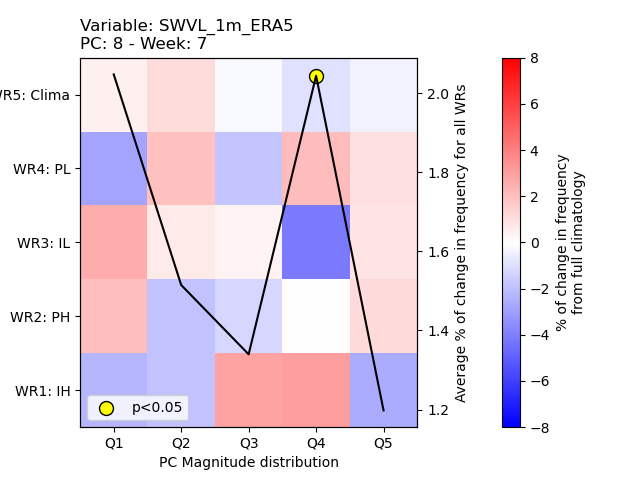 Variable: SWVL_1m_ERA5
PC: 8 - Week: 7
R5: Clima
WR4: PL
WR3: IL
WR2: PH
WR1: IH
p<0.05
Q1 Q2 Q3 Q4 Q5
PC Magnitude distribution
2.0
1.8
1.6
1.4
1.2
Average % of change in frequency for all WRs
8
6
4
2
0
−2
−4
−6
−8
% of change in frequency
from full climatology